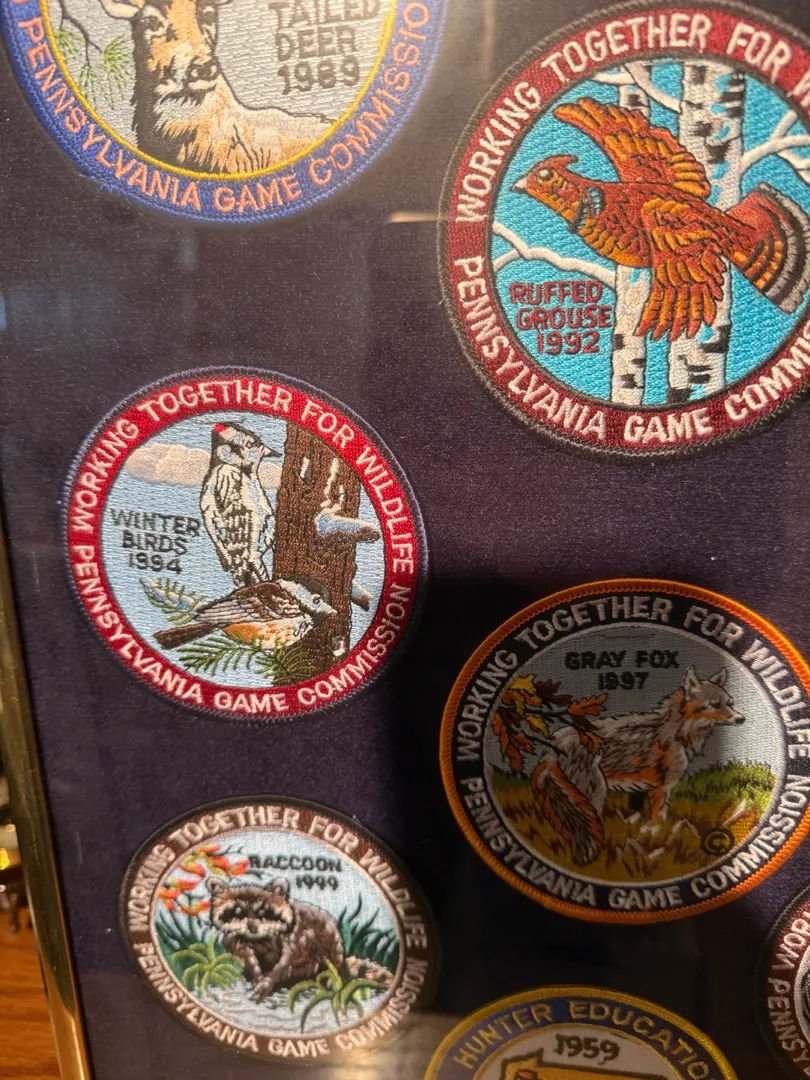 TAILED
DEER
1989
PENNSYLVANIA GAME COMMISSIO
WORKING TOGETHER FOR
RUFFED
GROUSE
1992
PENNSYLVANIA GAME COMMIS
WORKING TOGETHER FOR WILDLIFE
WINTER
BIRDS
1994
PENNSYLVANIA GAME COMMISSION
WORKING TOGETHER FOR WILDLIFE
GRAY FOX
1997
©
PENNSYLVANIA GAME COMMISSION
WORKING TOGETHER FOR WILDLIFE
RACCOON
1999
PENNSYLVANIA GAME COMMISSION
WOR
PENNS
HUNTER EDUCATIO
1959